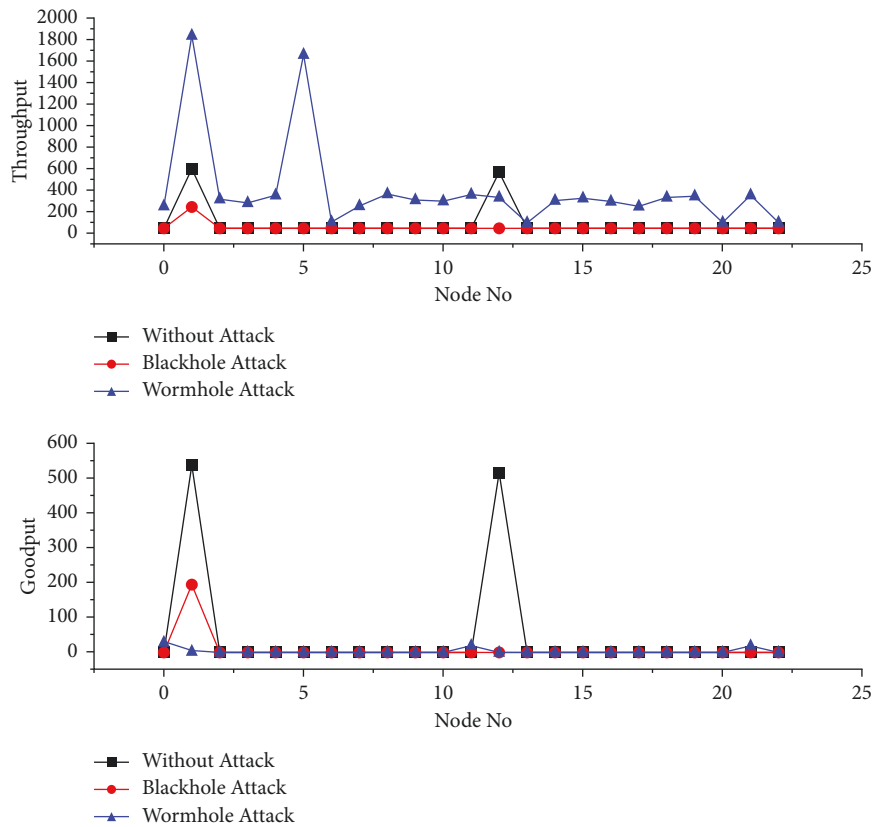 2000
1800
1600
1400
1200
1000
800
600
400
200
0
Throughput
0 5 10 15 20 25
Node No
Without Attack
Blackhole Attack
Wormhole Attack
600
500
400
300
200
100
0
Goodput
0 5 10 15 20 25
Node No
Without Attack
Blackhole Attack
Wormhole Attack